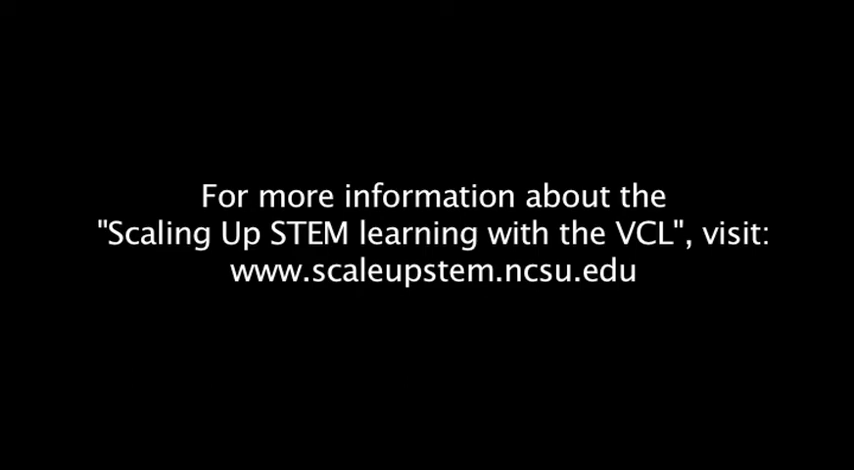 For more information about the
"Scaling Up STEM learning with the VCL", visit:
www.scaleupstem.ncsu.edu